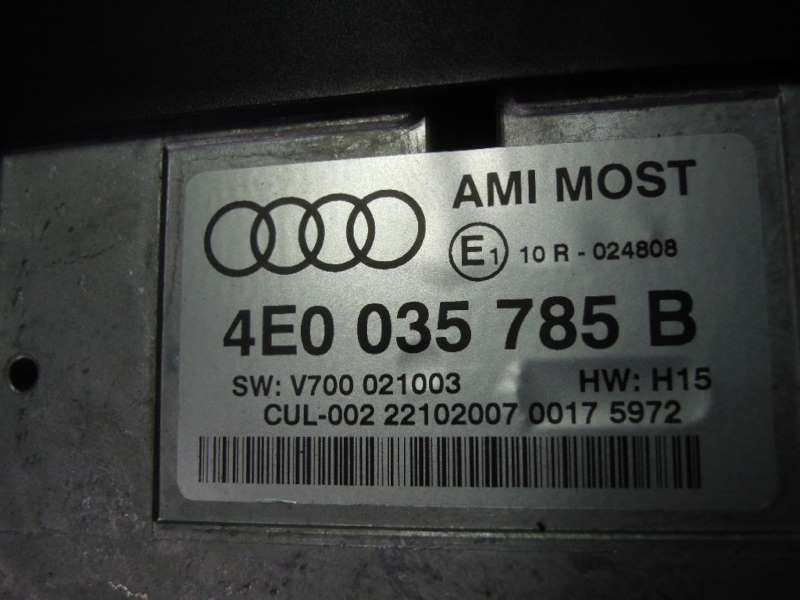 AMI MOST
E1 10 R - 024808
4E0 035 785 B
SW: V700 021003 HW: H15
CUL-002 22102007 0017 5972